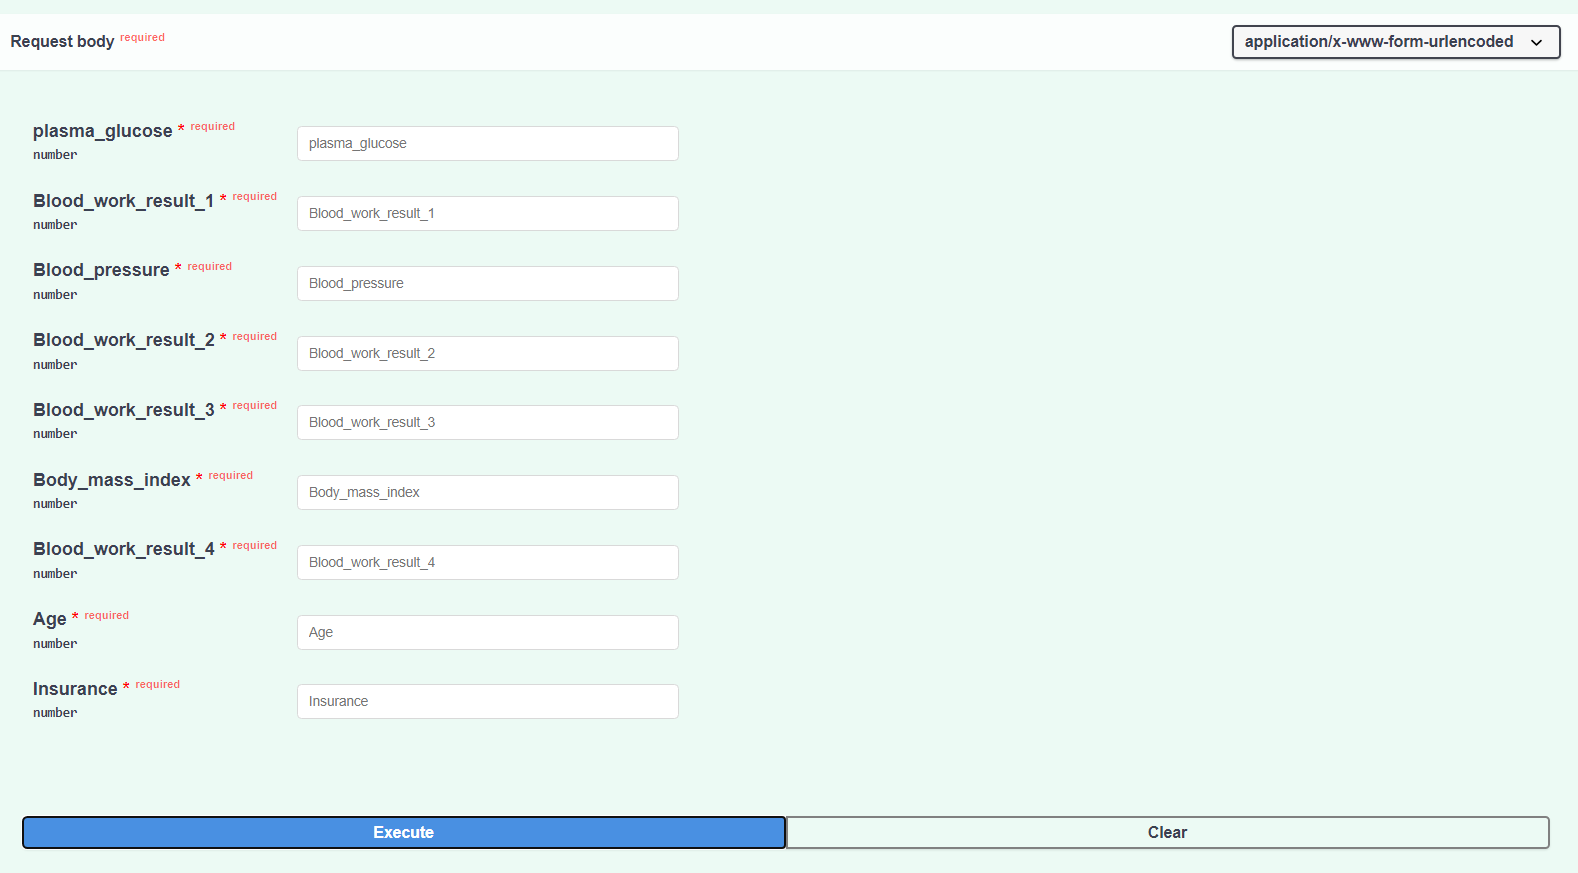 Request body required
application/x-www-form-urlencoded
plasma_glucose * required
number
plasma_glucose
Blood_work_result_1 * required
number
Blood_work_result_1
Blood_pressure * required
number
Blood_pressure
Blood_work_result_2 * required
number
Blood_work_result_2
Blood_work_result_3 * required
number
Blood_work_result_3
Body_mass_index * required
number
Body_mass_index
Blood_work_result_4 * required
number
Blood_work_result_4
Age * required
number
Age
Insurance * required
number
Insurance
Execute
Clear